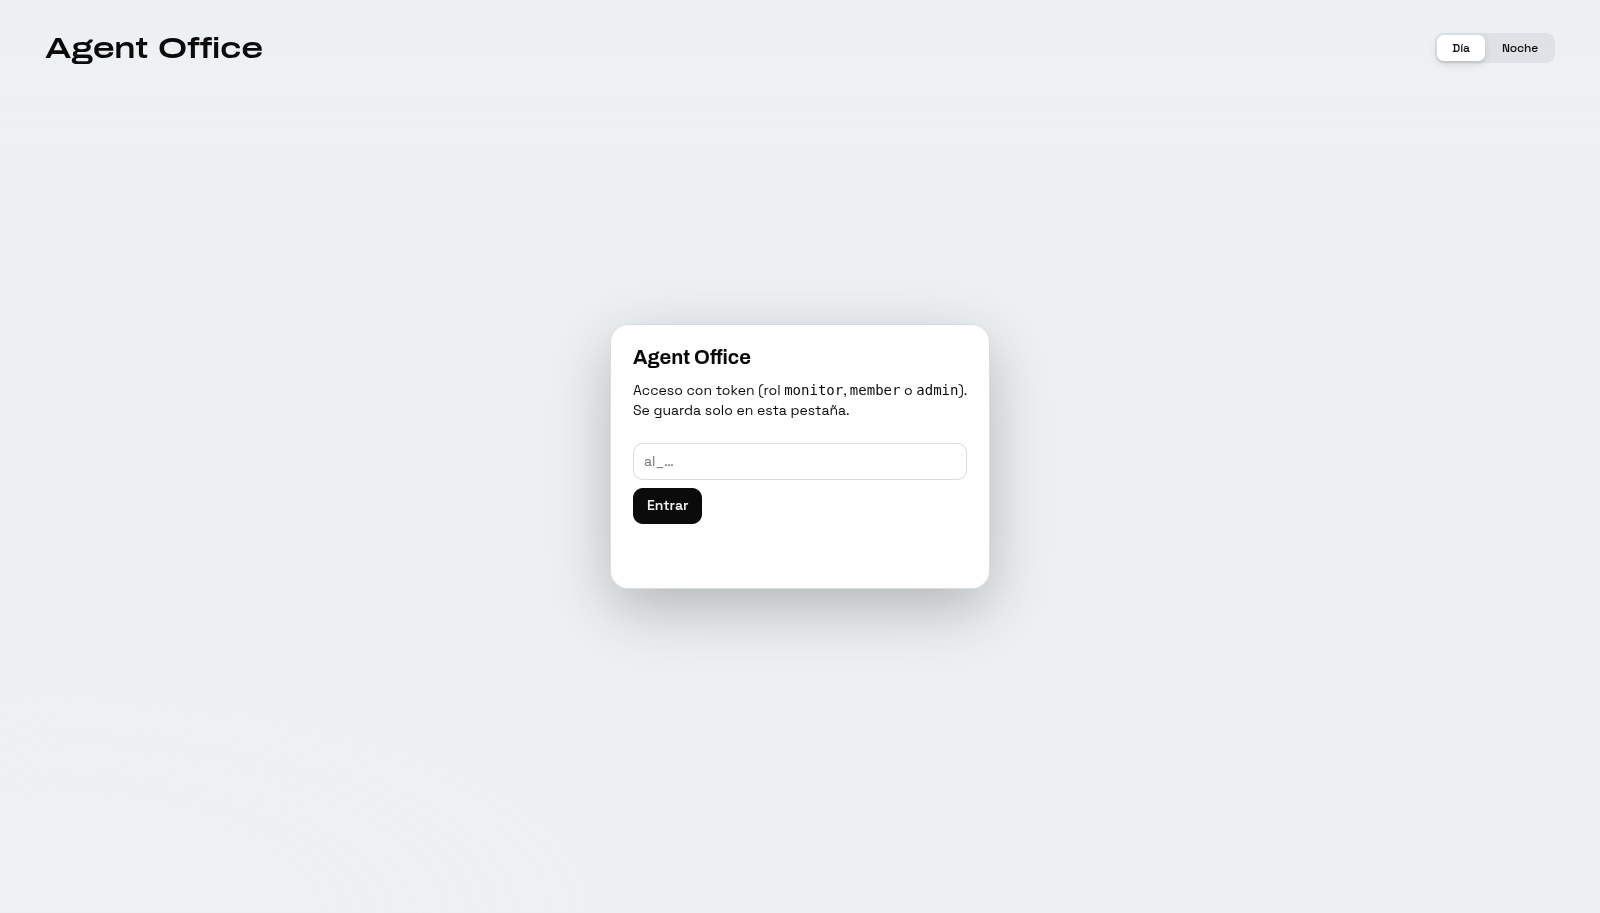 Agent Office
Día Noche
Agent Office
Acceso con token (rol monitor, member o admin).
Se guarda solo en esta pestaña.
al_...
Entrar